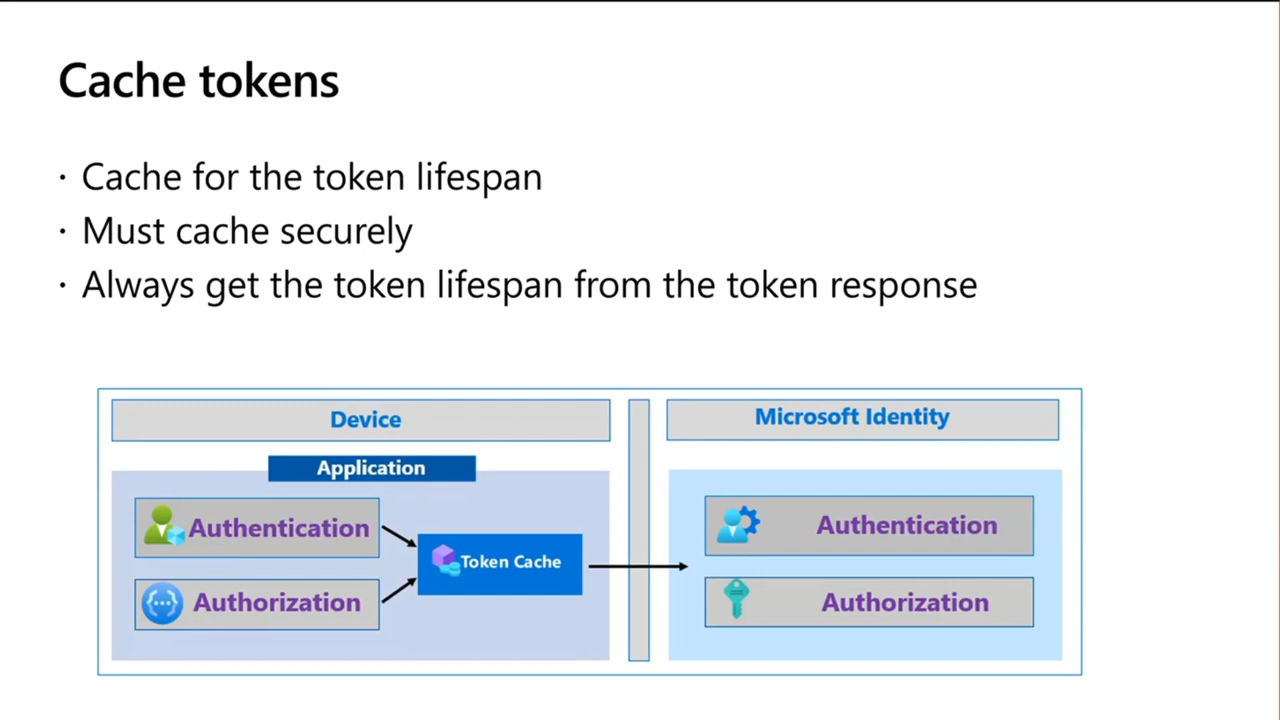 Cache tokens
· Cache for the token lifespan
· Must cache securely
· Always get the token lifespan from the token response
Device
Microsoft Identity
Application
Authentication
Authorization
Token Cache
Authentication
Authorization